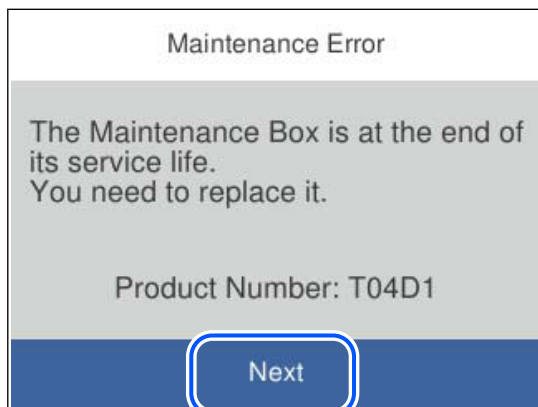 Maintenance Error
The Maintenance Box is at the end of
its service life.
You need to replace it.
Product Number: T04D1
Next